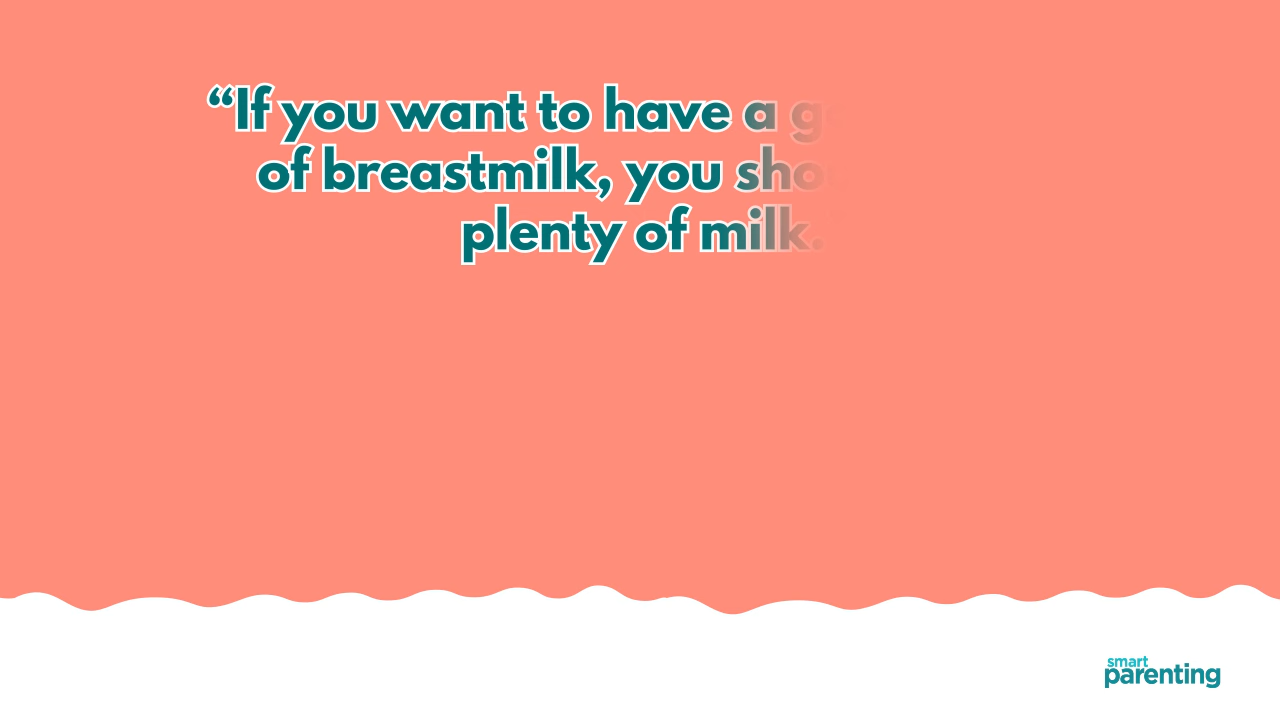 “If you want to have a
of breastmilk, you
plenty of milk.
smart
parenting